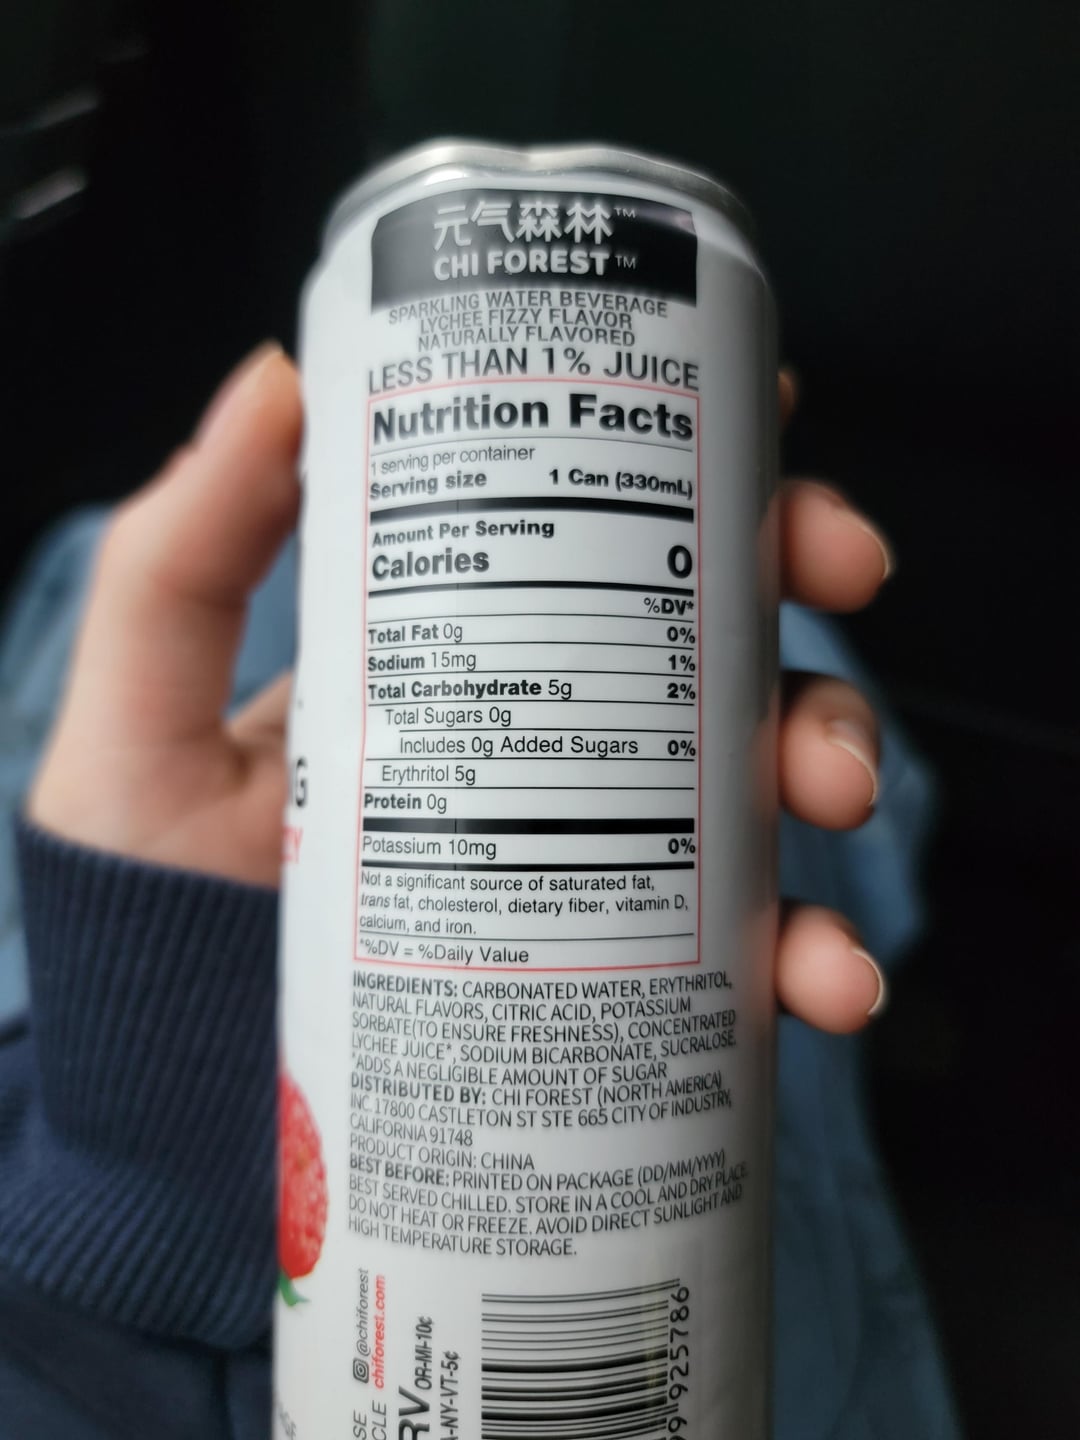 元气森林™
CHI FOREST™
SPARKLING WATER BEVERAGE
LYCHEE FIZZY FLAVOR
NATURALLY FLAVORED
LESS THAN 1% JUICE
Nutrition Facts
1 serving per container
Serving size 1 Can (330mL)
Amount Per Serving
Calories 0
%DV*
Total Fat 0g 0%
Sodium 15mg 1%
Total Carbohydrate 5g 2%
Total Sugars 0g
Includes 0g Added Sugars 0%
Erythritol 5g
Protein 0g
Potassium 10mg 0%
Not a significant source of saturated fat,
trans fat, cholesterol, dietary fiber, vitamin D,
calcium, and iron.
*%DV = %Daily Value
INGREDIENTS: CARBONATED WATER, ERYTHRITOL,
NATURAL FLAVORS, CITRIC ACID, POTASSIUM
SORBATE(TO ENSURE FRESHNESS), CONCENTRATED
LYCHEE JUICE*, SODIUM BICARBONATE, SUCRALOSE.
*ADDS A NEGLIGIBLE AMOUNT OF SUGAR
DISTRIBUTED BY: CHI FOREST (NORTH AMERICA)
INC. 17800 CASTLETON ST STE 665 CITY OF INDUSTRY,
CALIFORNIA 91748
PRODUCT ORIGIN: CHINA
BEST BEFORE: PRINTED ON PACKAGE (DD/MM/YYYY)
BEST SERVED CHILLED. STORE IN A COOL AND DRY PLACE.
DO NOT HEAT OR FREEZE. AVOID DIRECT SUNLIGHT AND
HIGH TEMPERATURE STORAGE.
@chiforest
chiforest.com
OR-MI-10¢
-NY-VT-5¢
925786